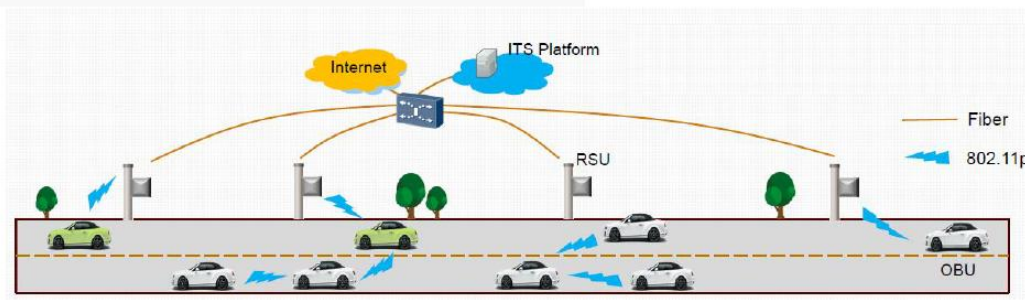 ITS Platform
Internet
Fiber
RSU
802.11p
OBU